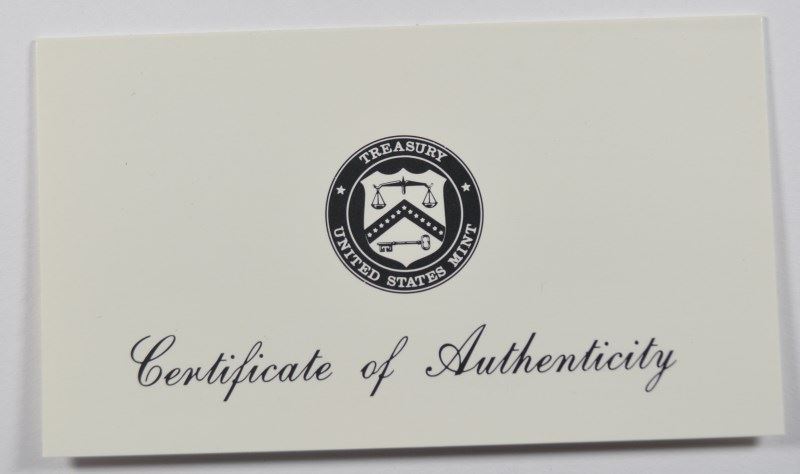 TREASURY
UNITED STATES MINT
Certificate of Authenticity